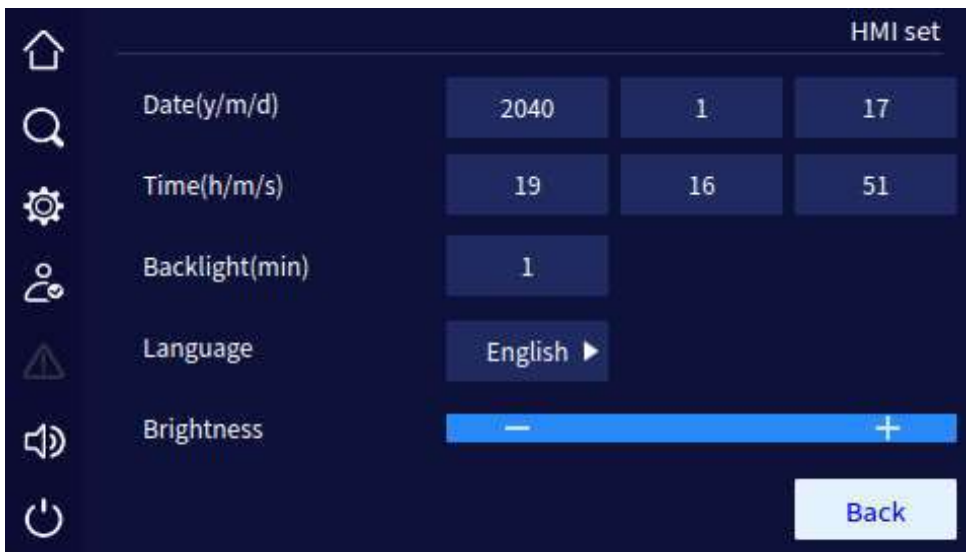 HMI set
Date(y/m/d) 2040 1 17
Time(h/m/s) 19 16 51
Backlight(min) 1
Language English ▶
Brightness − +
Back